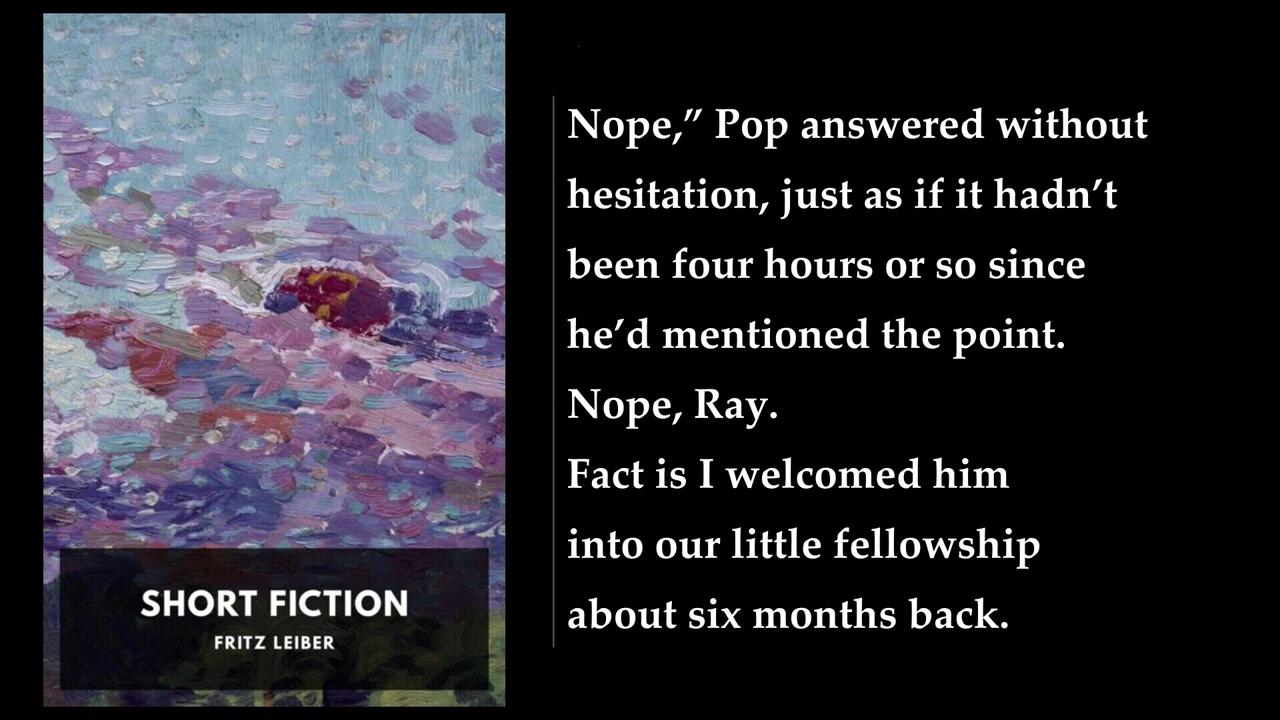 SHORT FICTION
FRITZ LEIBER
Nope,” Pop answered without
hesitation, just as if it hadn’t
been four hours or so since
he’d mentioned the point.
Nope, Ray.
Fact is I welcomed him
into our little fellowship
about six months back.